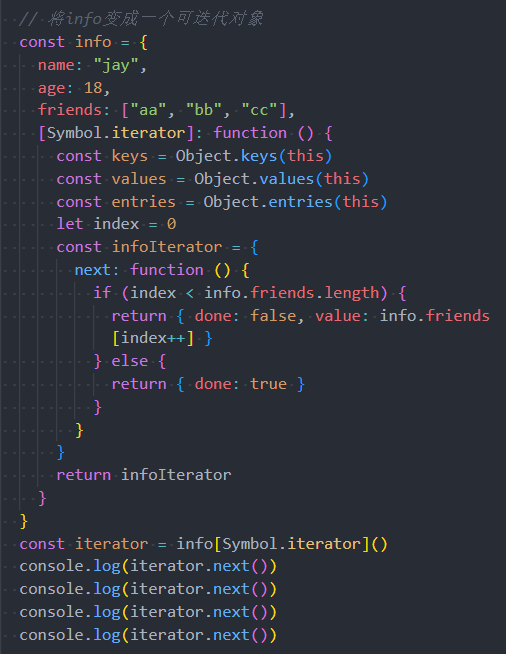 // 将info变成一个可迭代对象
const info = {
name: "jay",
age: 18,
friends: ["aa", "bb", "cc"],
[Symbol.iterator]: function () {
const keys = Object.keys(this)
const values = Object.values(this)
const entries = Object.entries(this)
let index = 0
const infoIterator = {
next: function () {
if (index < info.friends.length) {
return { done: false, value: info.friends
[index++] }
} else {
return { done: true }
}
}
}
return infoIterator
}
}
const iterator = info[Symbol.iterator]()
console.log(iterator.next())
console.log(iterator.next())
console.log(iterator.next())
console.log(iterator.next())